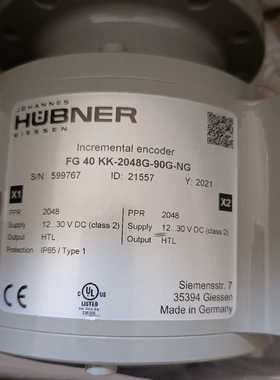 JOHANNES
HÜBNER
GIESSEN
Incremental encoder
FG 40 KK-2048G-90G-NG
S/N: 599767 ID: 21557 Y: 2021
X1
X2
PPR 2048
Supply 12...30 V DC (class 2)
Output HTL
Protection IP65 / Type 1
PPR 2048
Supply 12...30 V DC (class 2)
Output HTL
CE
UL
LISTED
Siemensstr. 7
35394 Giessen
Made in Germany